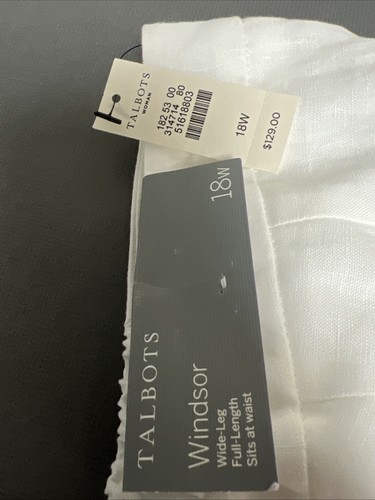 TALBOTS
WOMAN
182 53 00
314714 80
51618803
18W
$129.00
18W
TALBOTS
Windsor
Wide-Leg
Full-Length
Sits at waist